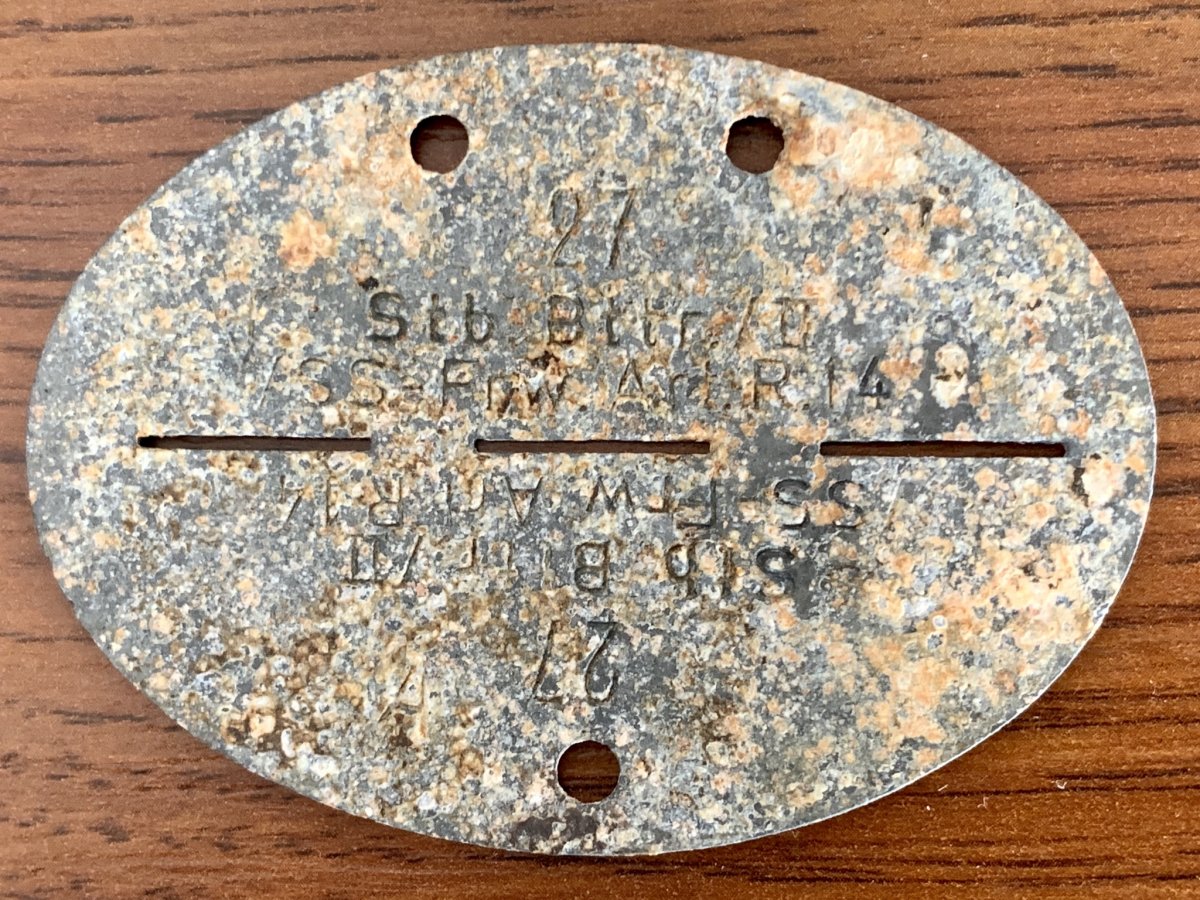 27
Stb. Bttr./II
/SS-Frw. Art.R.14
/SS-Frw. Art.R.14
Stb. Bttr./II
27